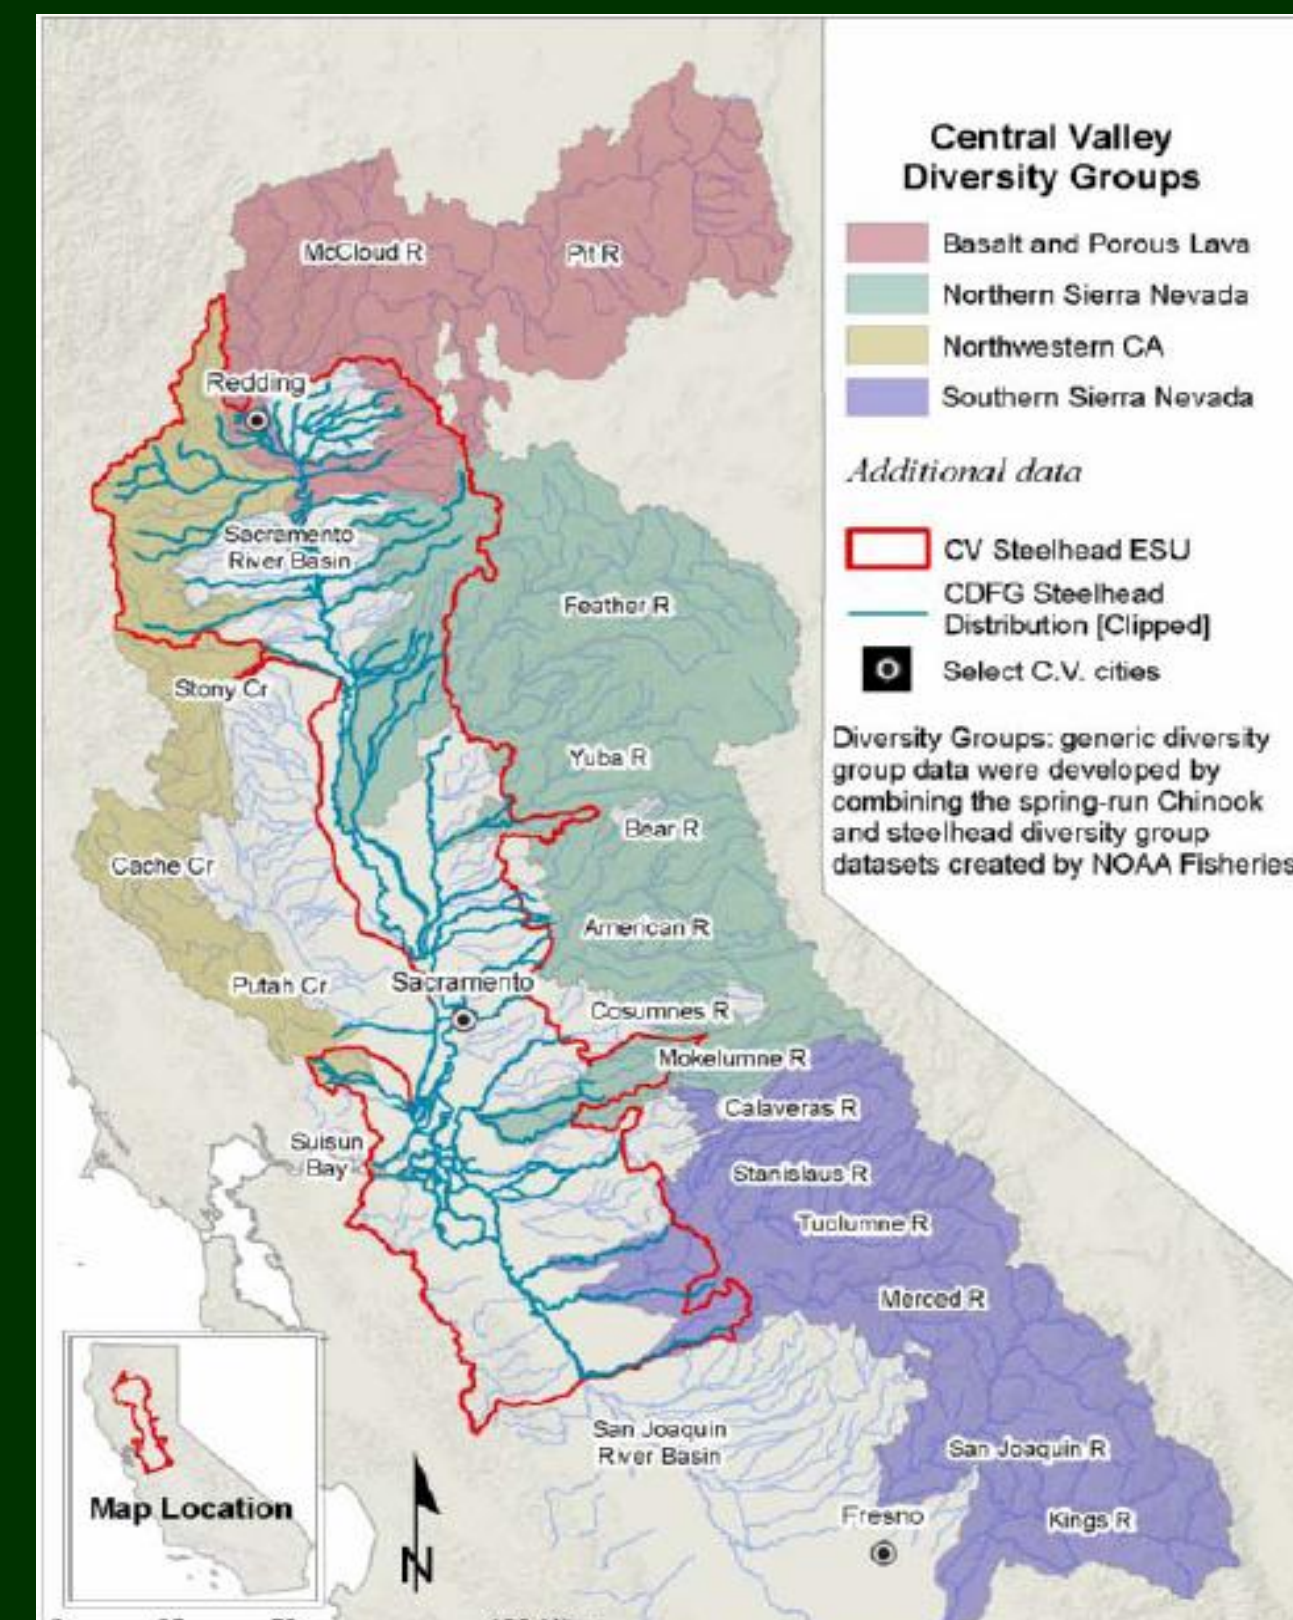 Central Valley
Diversity Groups
Basalt and Porous Lava
Northern Sierra Nevada
Northwestern CA
Southern Sierra Nevada
Additional data
CV Steelhead ESU
CDFG Steelhead
Distribution [Clipped]
Select C.V. cities
Diversity Groups: generic diversity
group data were developed by
combining the spring-run Chinook
and steelhead diversity group
datasets created by NOAA Fisheries
McCloud R
Pit R
Redding
Sacramento
River Basin
Feather R
Stony Cr
Yuba R
Bear R
Cache Cr
American R
Putah Cr
Sacramento
Cosumnes R
Mokelumne R
Calaveras R
Suisun
Bay
Stanislaus R
Tuolumne R
Merced R
San Joaquin
River Basin
San Joaquin R
Fresno
Kings R
Map Location
N